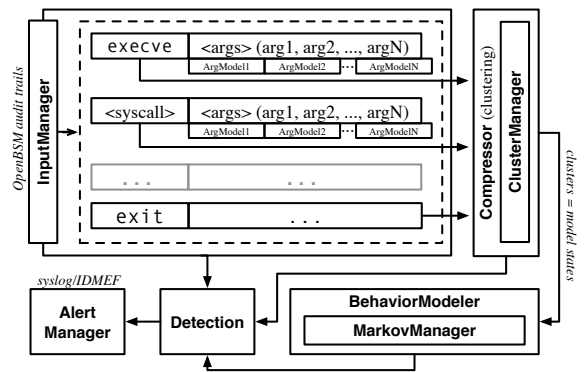 OpenBSM audit trails
InputManager
execve
<args> (arg1, arg2, ..., argN)
ArgModel1 ArgModel2 ... ArgModelN
<syscall>
<args> (arg1, arg2, ..., argN)
ArgModel1 ArgModel2 ... ArgModelN
... ...
exit ...
Compressor (clustering)
ClusterManager
clusters = model states
syslog/IDMEF
Alert
Manager
Detection
BehaviorModeler
MarkovManager